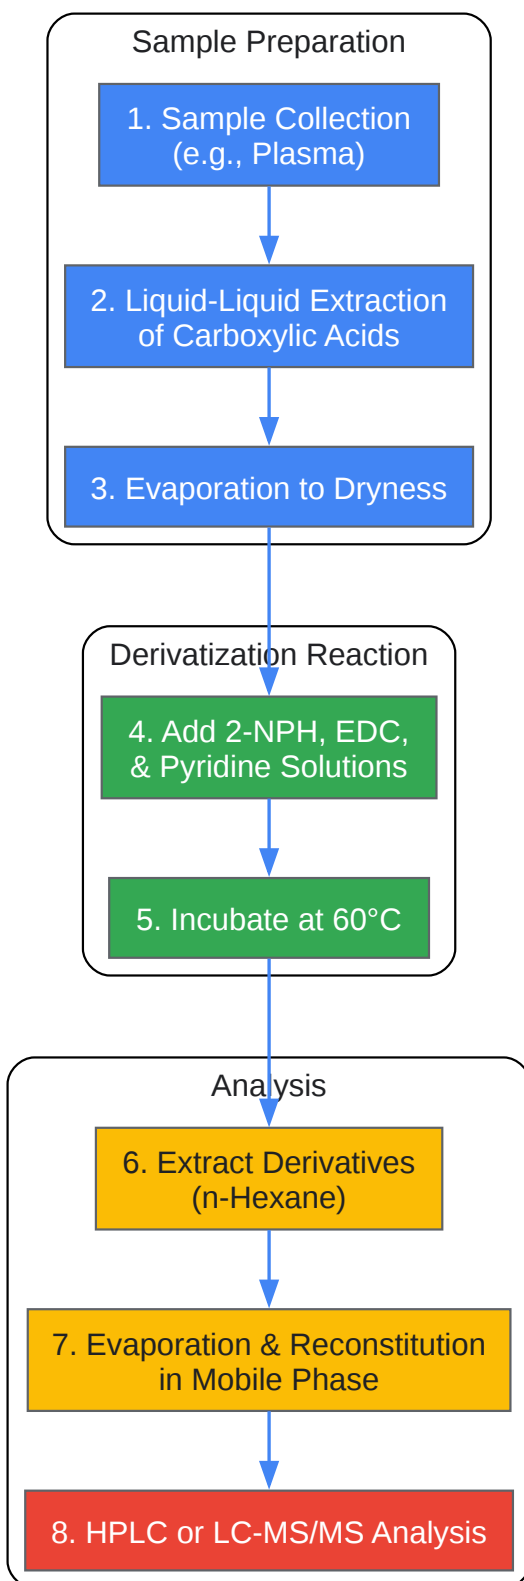 Sample Preparation
1. Sample Collection
(e.g., Plasma)
2. Liquid-Liquid Extraction
of Carboxylic Acids
3. Evaporation to Dryness
Derivatization Reaction
4. Add 2-NPH, EDC,
& Pyridine Solutions
5. Incubate at 60°C
Analysis
6. Extract Derivatives
(n-Hexane)
7. Evaporation & Reconstitution
in Mobile Phase
8. HPLC or LC-MS/MS Analysis